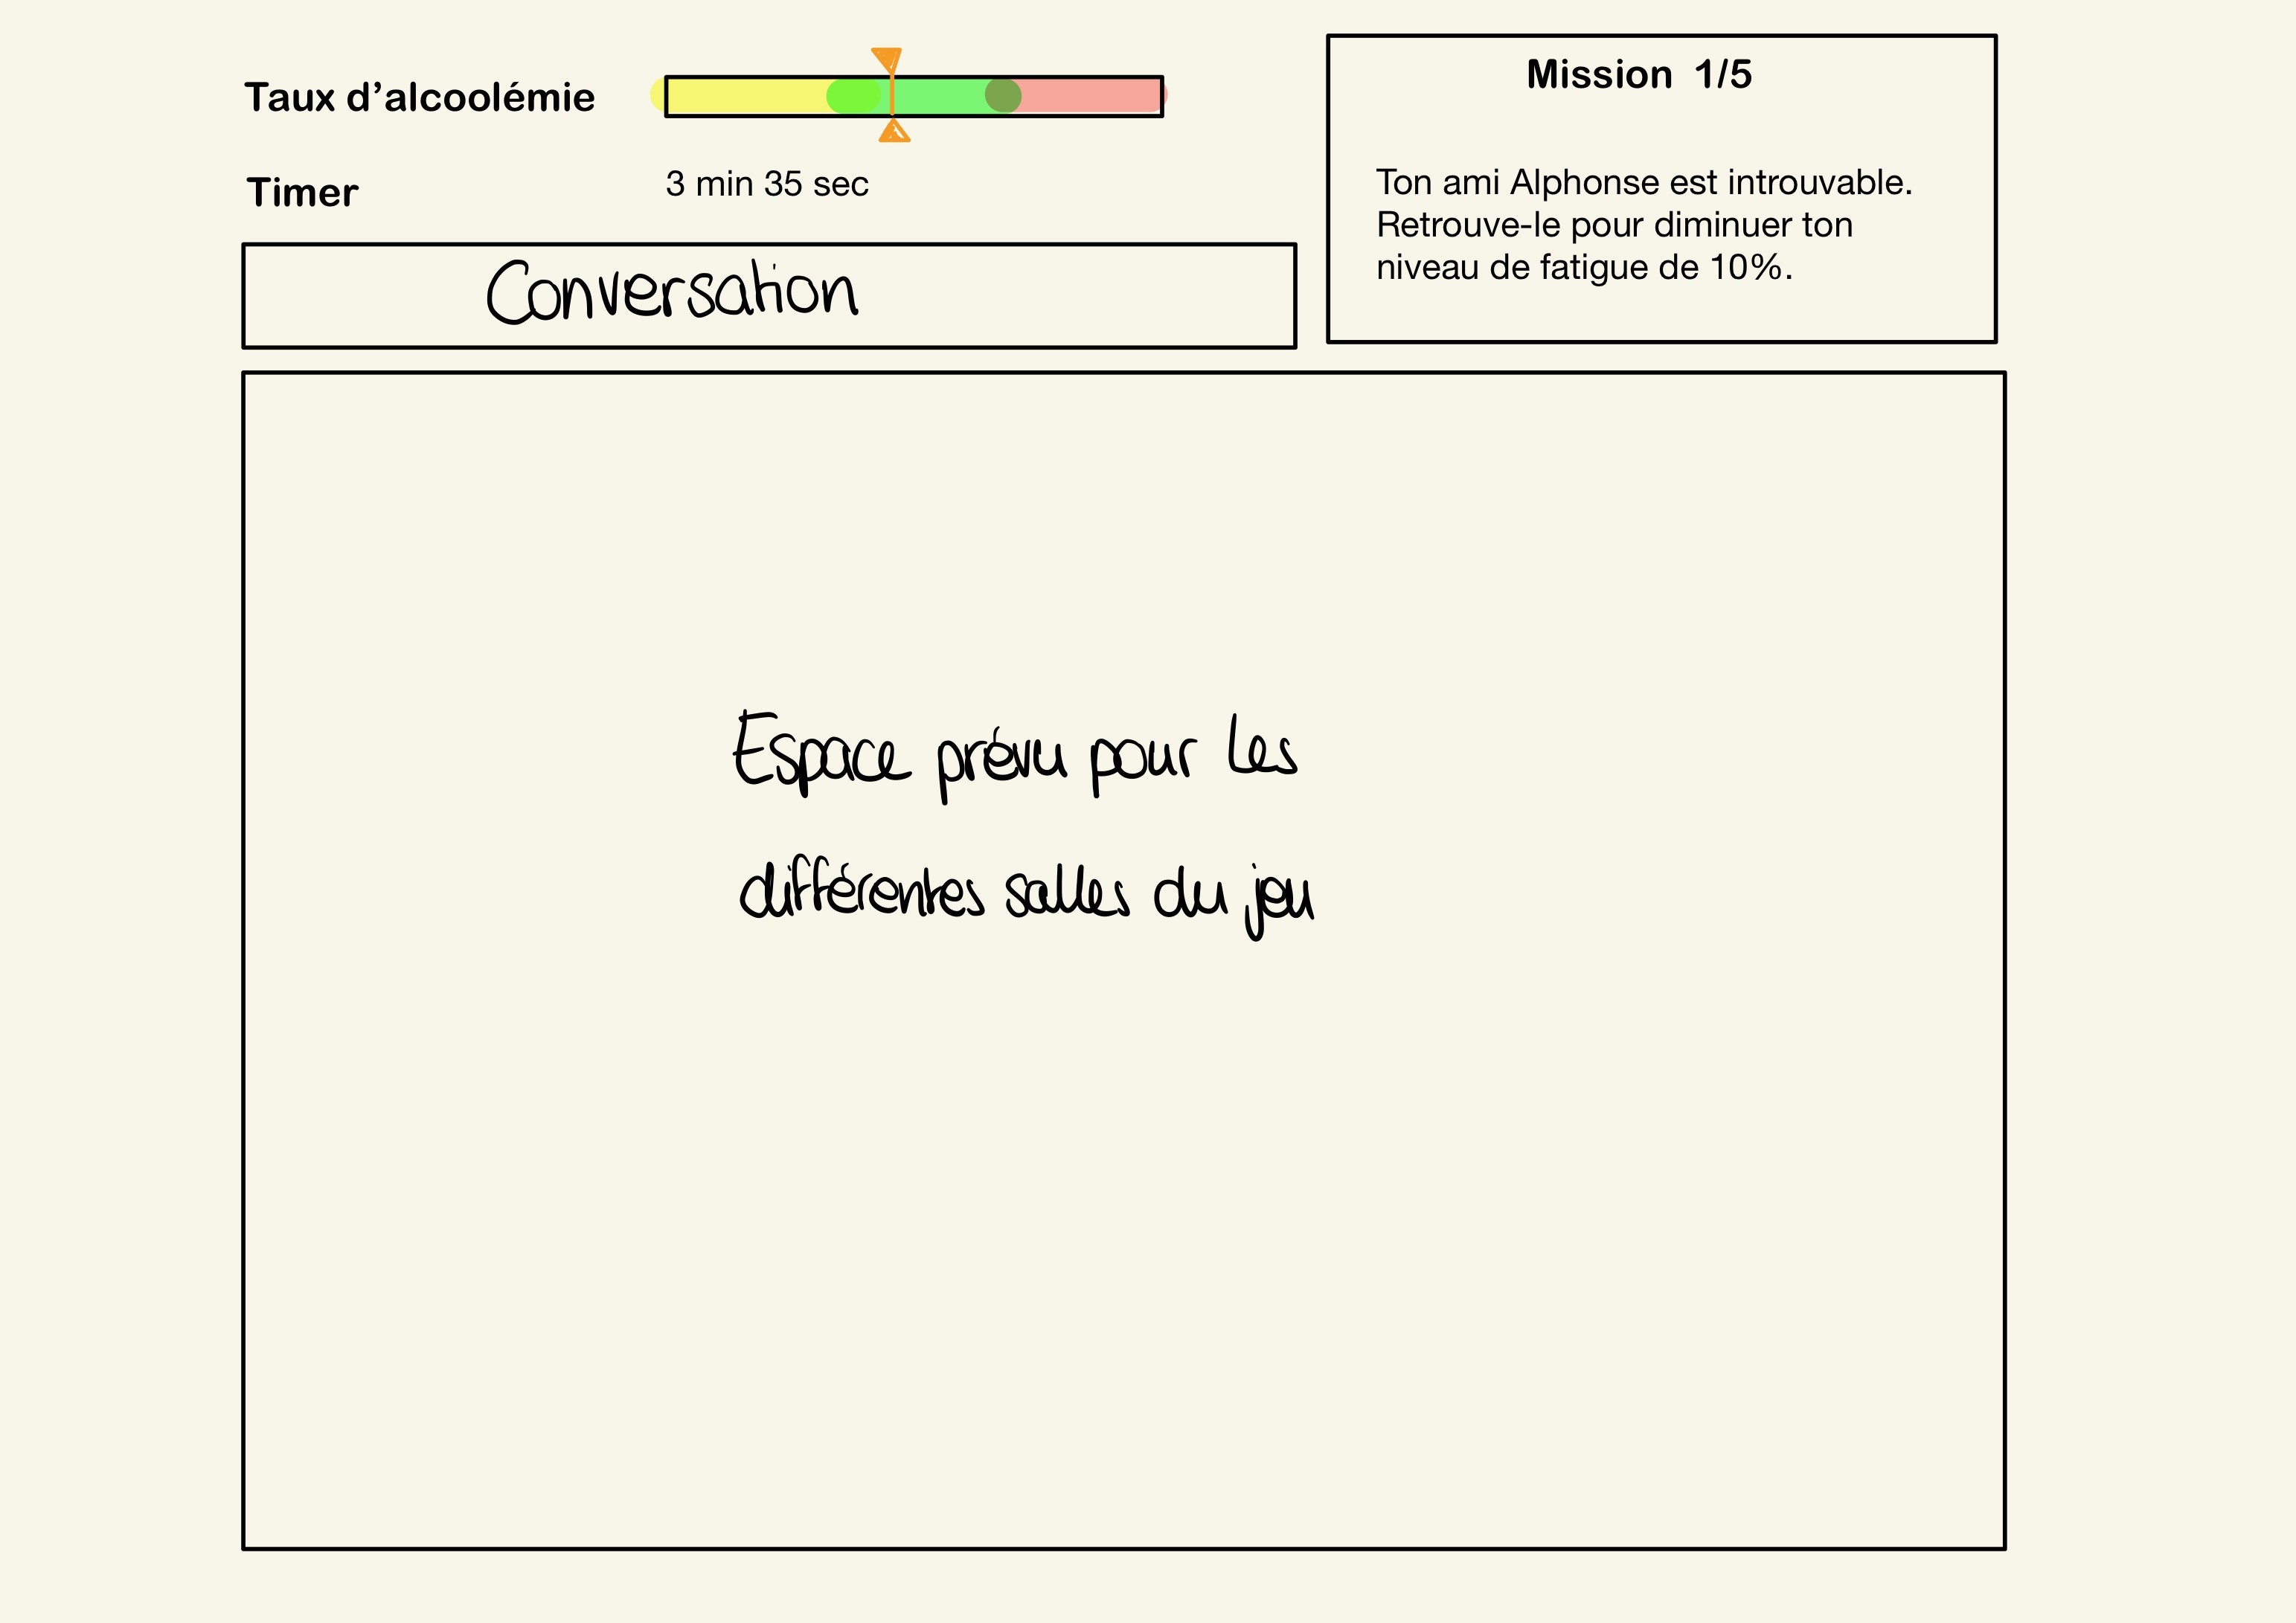 Taux d'alcoolémie
Timer
3 min 35 sec
Mission 1/5
Ton ami Alphonse est introuvable.
Retrouve-le pour diminuer ton
niveau de fatigue de 10%.
Conversation
Espace prévu pour les
différentes salles du jeu